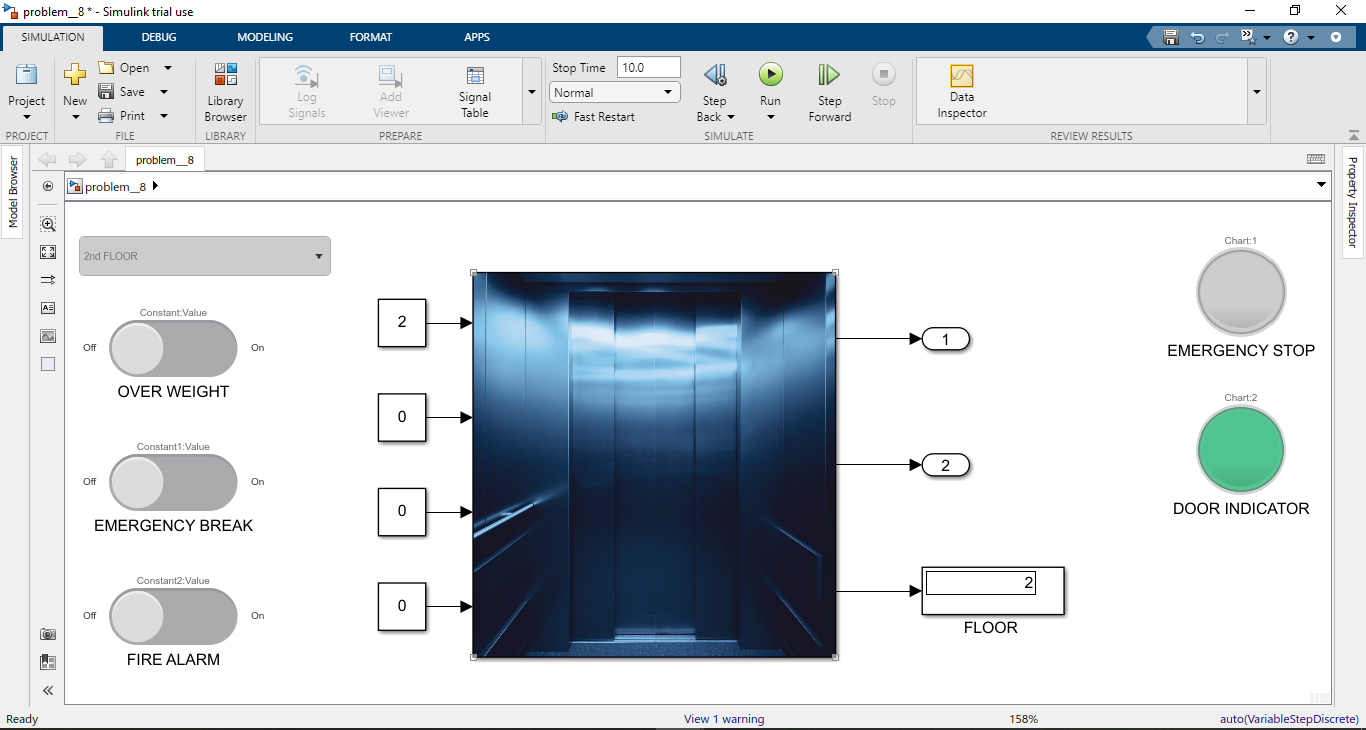 problem__8 * - Simulink trial use
SIMULATION DEBUG MODELING FORMAT APPS
Project
New
Open
Save
Print
Library
Browser
Log
Signals
Add
Viewer
Signal
Table
Stop Time 10.0
Normal
Fast Restart
Step
Back
Run
Step
Forward
Stop
Data
Inspector
PROJECT FILE LIBRARY PREPARE SIMULATE REVIEW RESULTS
Model Browser
problem__8
problem__8
Property Inspector
2nd FLOOR
Constant:Value
Off On
OVER WEIGHT
Constant1:Value
Off On
EMERGENCY BREAK
Constant2:Value
Off On
FIRE ALARM
2
0
0
0
1
2
2
FLOOR
Chart:1
EMERGENCY STOP
Chart:2
DOOR INDICATOR
Ready View 1 warning 158% auto(VariableStepDiscrete)